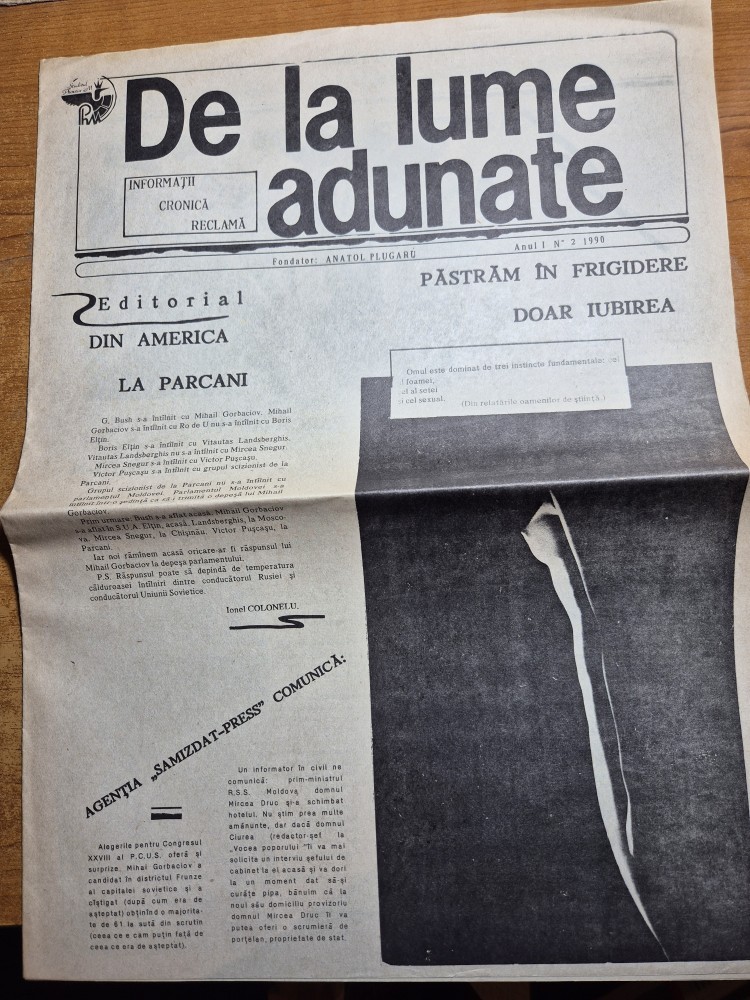 De la lume
adunate
INFORMAȚII
CRONICĂ
RECLAMĂ
Fondator: ANATOL PLUGARU
Anul I N° 2 1990
Editorial
DIN AMERICA
LA PARCANI
G. Bush s-a întîlnit cu Mihail Gorbaciov. Mihail
Gorbaciov s-a întîlnit cu Ro de U nu s-a întîlnit cu Boris
Elțin.
Boris Elțin s-a întîlnit cu Vitautas Landsberghis.
Vitautas Landsberghis nu s-a întîlnit cu Mircea Snegur.
Mircea Snegur s-a întîlnit cu Victor Pușcașu.
Victor Pușcașu s-a întîlnit cu grupul scizionist de la
Parcani.
Grupul scizionist de la Parcani nu s-a întîlnit cu
parlamentul Moldovei. Parlamentul Moldovei s-a
întîlnit într-o ședință ca să-i trimită o depeșă lui Mihail
Gorbaciov.
Prim urmare, Bush s-a aflat acasă, Mihail Gorbaciov
s-a aflat în S.U.A. Elțin, acasă, Landsberghis, la Mosco-
va. Mircea Snegur, la Chișinău. Victor Pușcașu, la
Parcani.
Iar noi rămînem acasă oricare-ar fi răspunsul lui
Mihail Gorbaciov la depeșa parlamentului.
P.S. Răspunsul poate să depindă de temperatura
călduroasei întîlniri dintre conducătorul Rusiei și
conducătorul Uniunii Sovietice.
Ionel COLONELU.
AGENȚIA „SAMIZDAT-PRESS" COMUNICĂ:
Alegerile pentru Congresul
XXVIII al P.C.U.S. oferă și
surprize. Mihai Gorbaciov a
candidat în districtul Frunze
al capitalei sovietice și a
cîștigat (după cum era de
așteptat) obținînd o majorita-
te de 61 la sută din scrutin
(ceea ce e cam puțin față de
ceea ce era de așteptat).
Un informator în civil ne
comunică: prim-ministrul
R.S.S. Moldova domnul
Mircea Druc și-a schimbat
hotelul. Nu știm prea multe
amănunte, dar dacă domnul
Ciurea (redactor-șef la
„Vocea poporului") îi va mai
solicita un interviu șefului de
cabinet la el acasă și va dori
la un moment dat să-și
curățe pipa, bănuim că la
noul său domiciliu provizoriu
domnul Mircea Druc îi va
putea oferi o scrumieră de
porțelan, proprietate de stat.
PĂSTRĂM ÎN FRIGIDERE
DOAR IUBIREA
Omul este dominat de trei instincte fundamentale: cel
l foamei,
cel al setei
și cel sexual.
(Din relatările oamenilor de știință.)